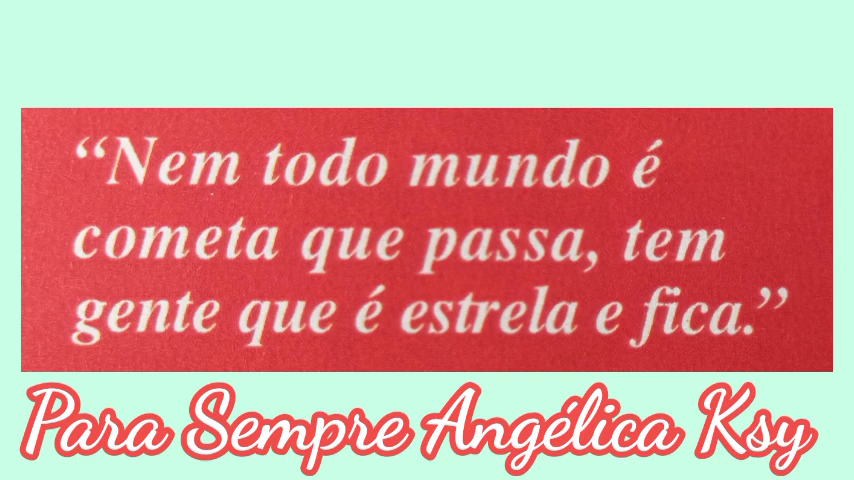 “Nem todo mundo é
cometa que passa, tem
gente que é estrela e fica.”
Para Sempre Angélica Ksy